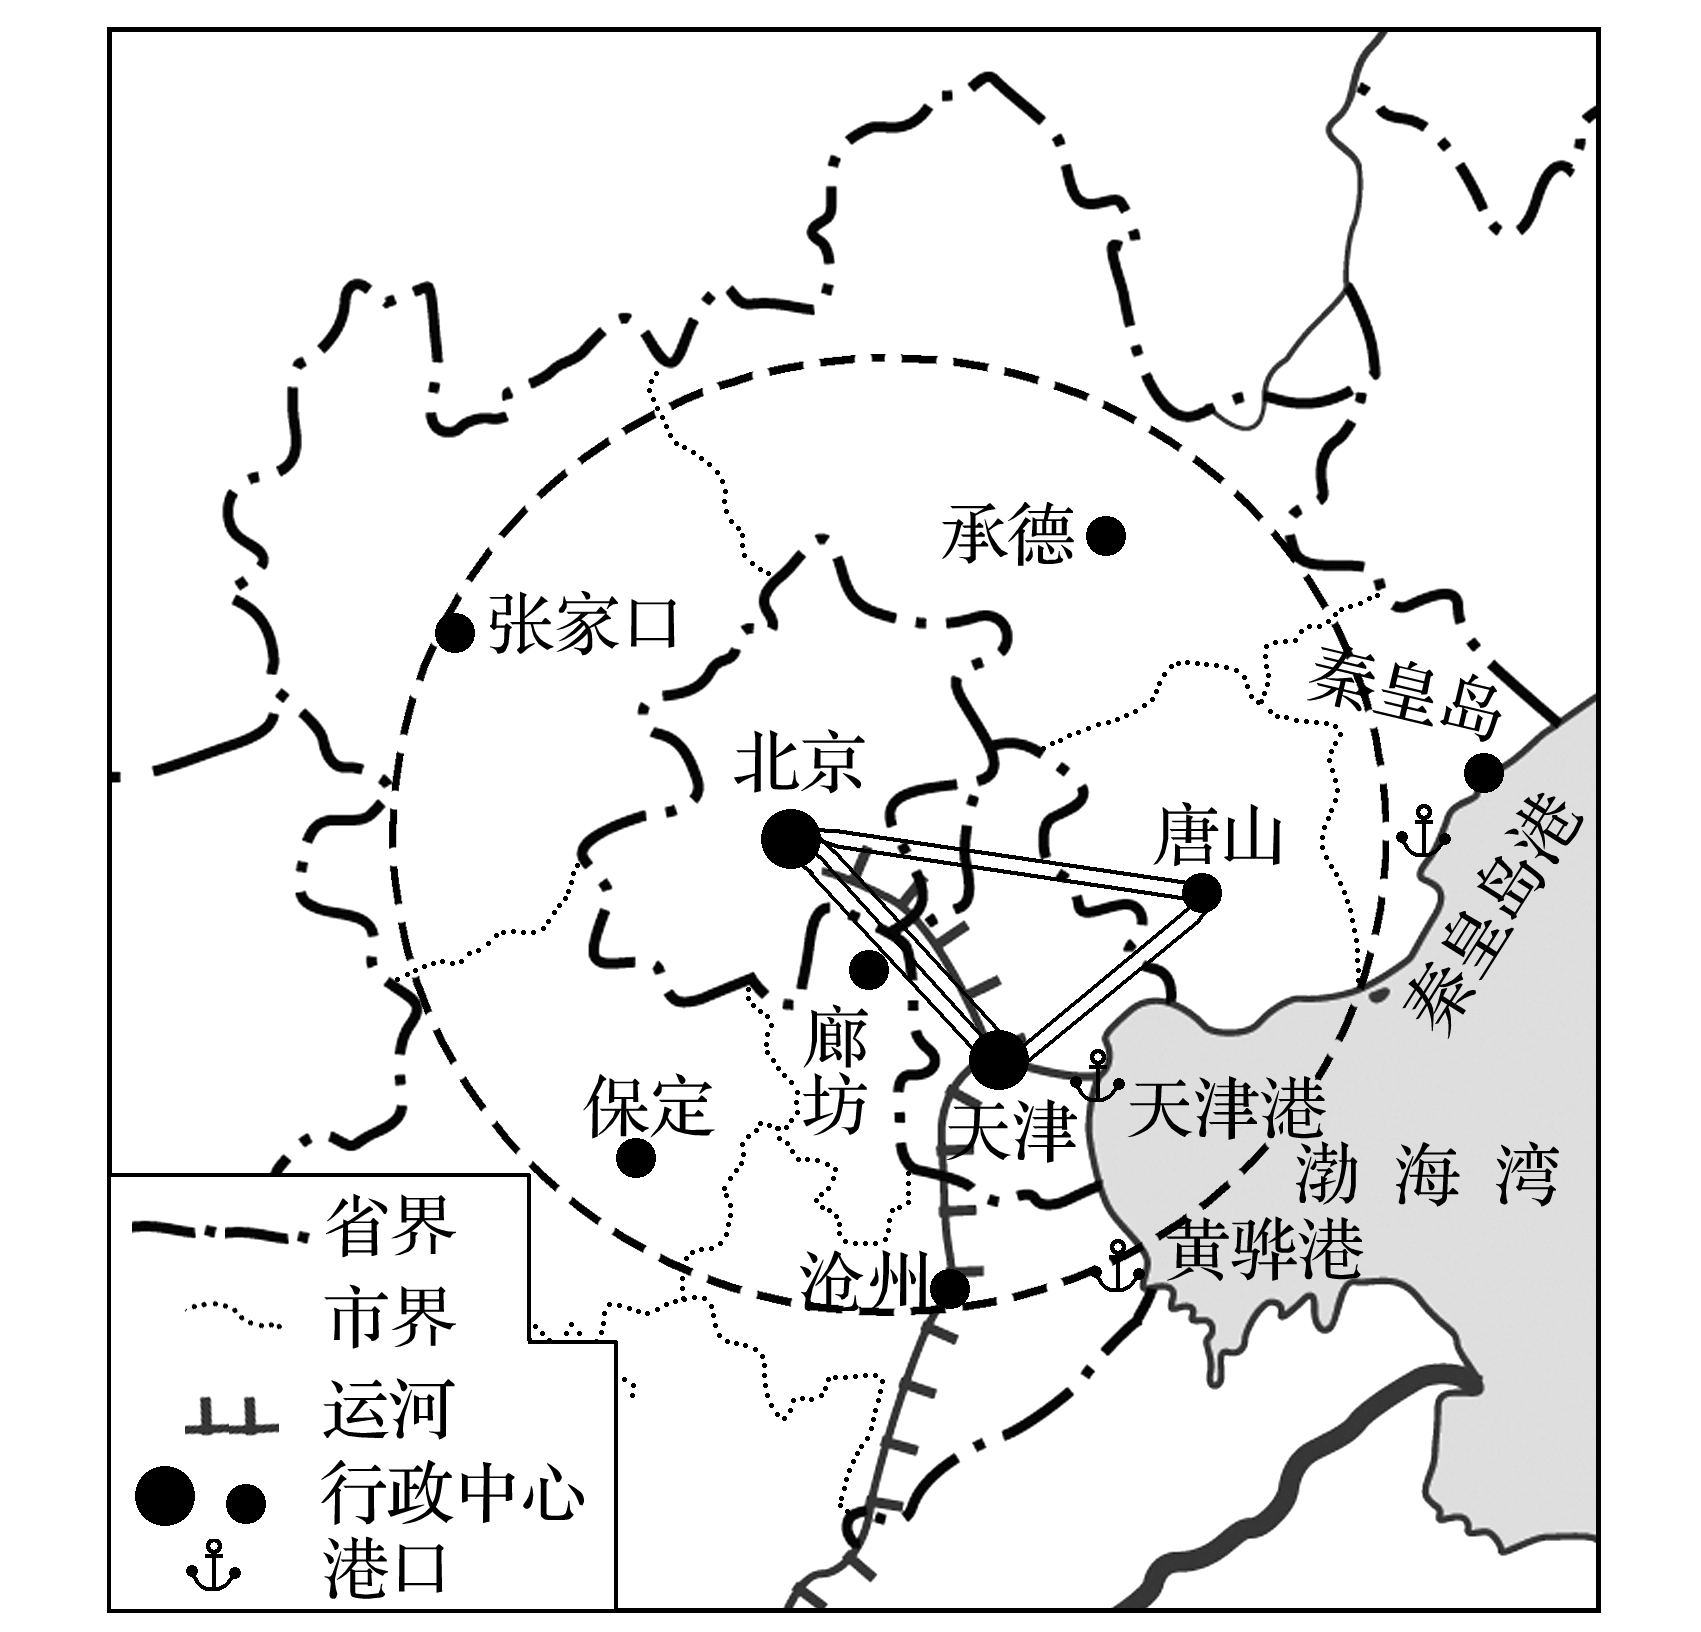 承德
张家口
秦皇岛
北京
唐山
秦皇岛港
廊
坊
保定
天津
天津港
渤海湾
黄骅港
沧州
省界
市界
运河
行政中心
港口